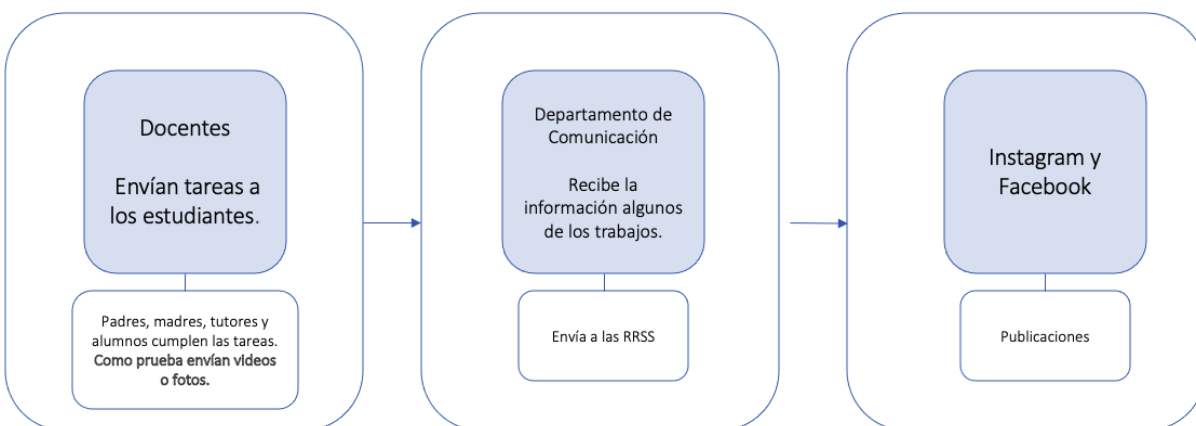 Docentes
Envían tareas a
los estudiantes.
Padres, madres, tutores y
alumnos cumplen las tareas.
Como prueba envían videos
o fotos.
Departamento de
Comunicación
Recibe la
información algunos
de los trabajos.
Envía a las RRSS
Instagram y
Facebook
Publicaciones